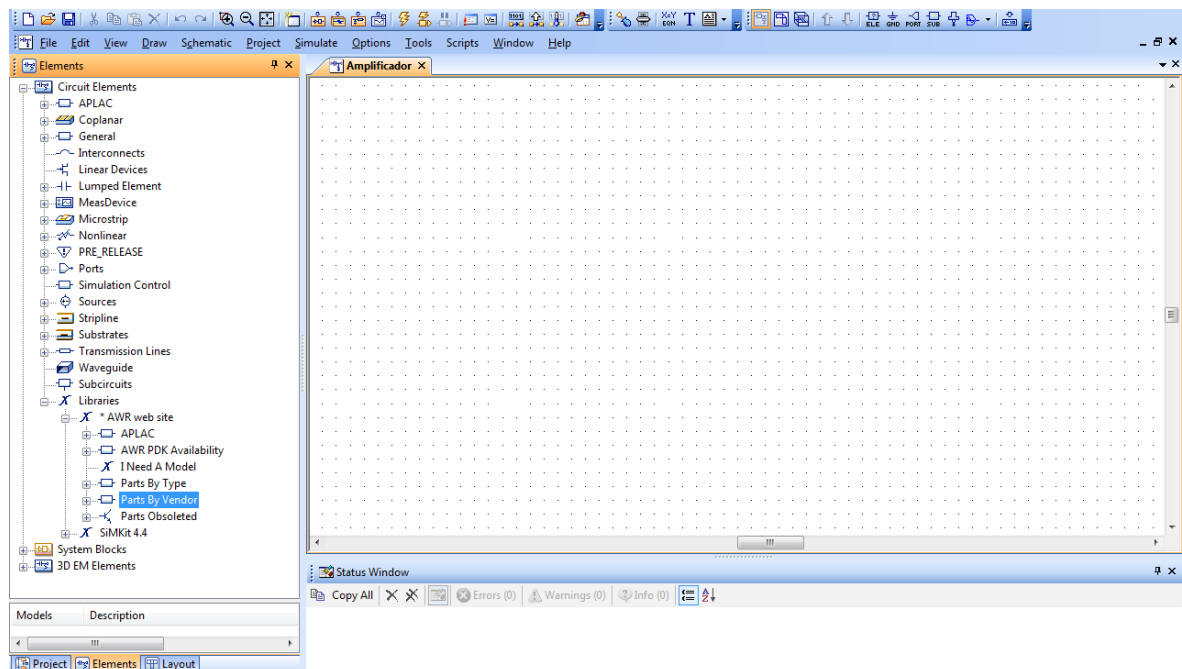 File Edit View Draw Schematic Project Simulate Options Tools Scripts Window Help
Elements
Amplificador
Circuit Elements
APLAC
Coplanar
General
Interconnects
Linear Devices
Lumped Element
MeasDevice
Microstrip
Nonlinear
PRE_RELEASE
Ports
Simulation Control
Sources
Stripline
Substrates
Transmission Lines
Waveguide
Subcircuits
Libraries
* AWR web site
APLAC
AWR PDK Availability
I Need A Model
Parts By Type
Parts By Vendor
Parts Obsoleted
SiMKit 4.4
System Blocks
3D EM Elements
Models Description
Project Elements Layout
Status Window
Copy All Errors (0) Warnings (0) Info (0)